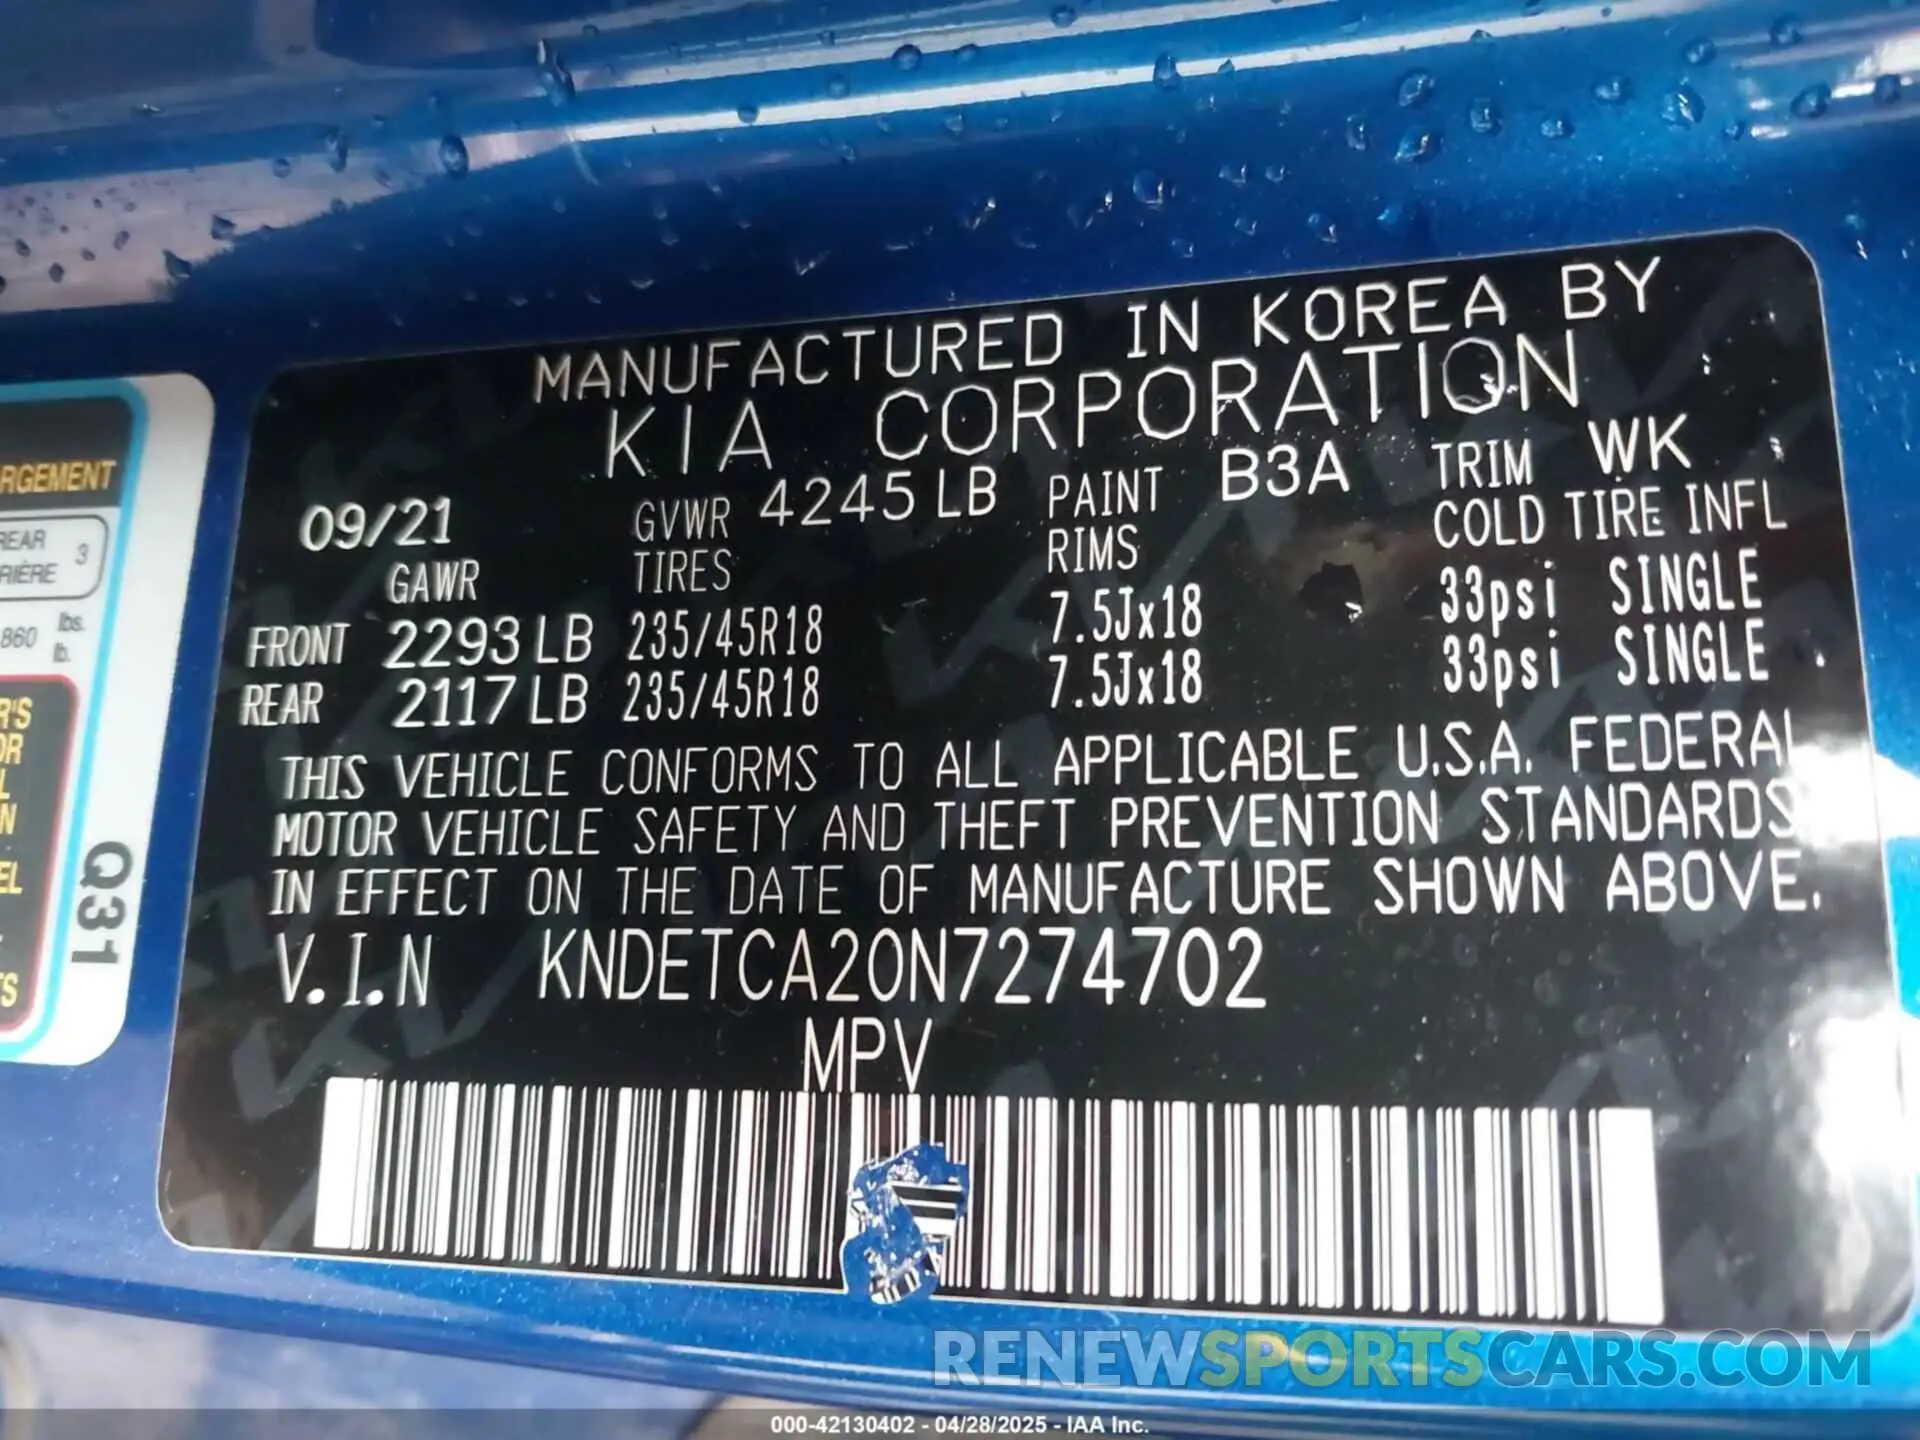 MANUFACTURED IN KOREA BY
KIA CORPORATION
09/21 GVWR 4245 LB PAINT B3A TRIM WK
GAWR TIRES RIMS COLD TIRE INFL
FRONT 2293 LB 235/45R18 7.5Jx18 33psi SINGLE
REAR 2117 LB 235/45R18 7.5Jx18 33psi SINGLE
THIS VEHICLE CONFORMS TO ALL APPLICABLE U.S.A. FEDERAL
MOTOR VEHICLE SAFETY AND THEFT PREVENTION STANDARDS
IN EFFECT ON THE DATE OF MANUFACTURE SHOWN ABOVE.
V.I.N KNDETCA20N7274702
MPV
RGEMENT
REAR 3
RIÈRE
860 lbs.
lb.
R'S
OR
L
N
EL
TS
Q31
RENEWSPORTSCARS.COM
000-42130402 - 04/28/2025 - IAA Inc.